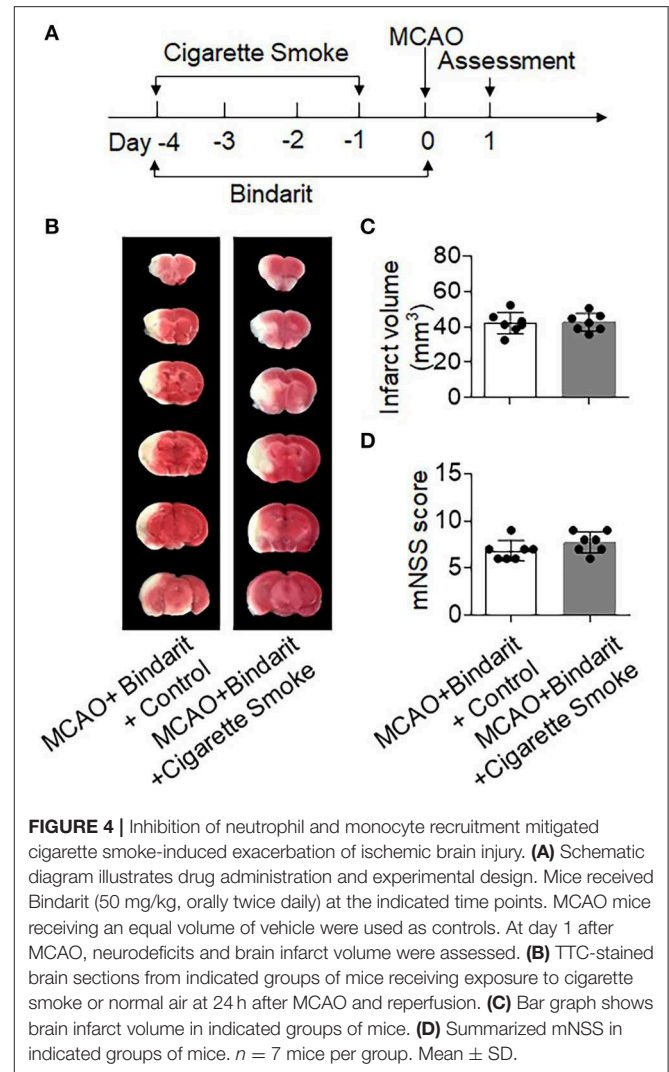 A
MCAO
Cigarette Smoke
Assessment
Day -4 -3 -2 -1 0 1
Bindarit
B
C
80
60
40
20
0
Infarct volume
(mm³)
D
15
10
5
0
mNSS score
MCAO+ Bindarit
+ Control
MCAO+Bindarit
+Cigarette Smoke
MCAO+Bindarit
+ Control
MCAO+Bindarit
+Cigarette Smoke
FIGURE 4 | Inhibition of neutrophil and monocyte recruitment mitigated
cigarette smoke-induced exacerbation of ischemic brain injury. (A) Schematic
diagram illustrates drug administration and experimental design. Mice received
Bindarit (50 mg/kg, orally twice daily) at the indicated time points. MCAO mice
receiving an equal volume of vehicle were used as controls. At day 1 after
MCAO, neurodeficits and brain infarct volume were assessed. (B) TTC-stained
brain sections from indicated groups of mice receiving exposure to cigarette
smoke or normal air at 24 h after MCAO and reperfusion. (C) Bar graph shows
brain infarct volume in indicated groups of mice. (D) Summarized mNSS in
indicated groups of mice. n = 7 mice per group. Mean ± SD.